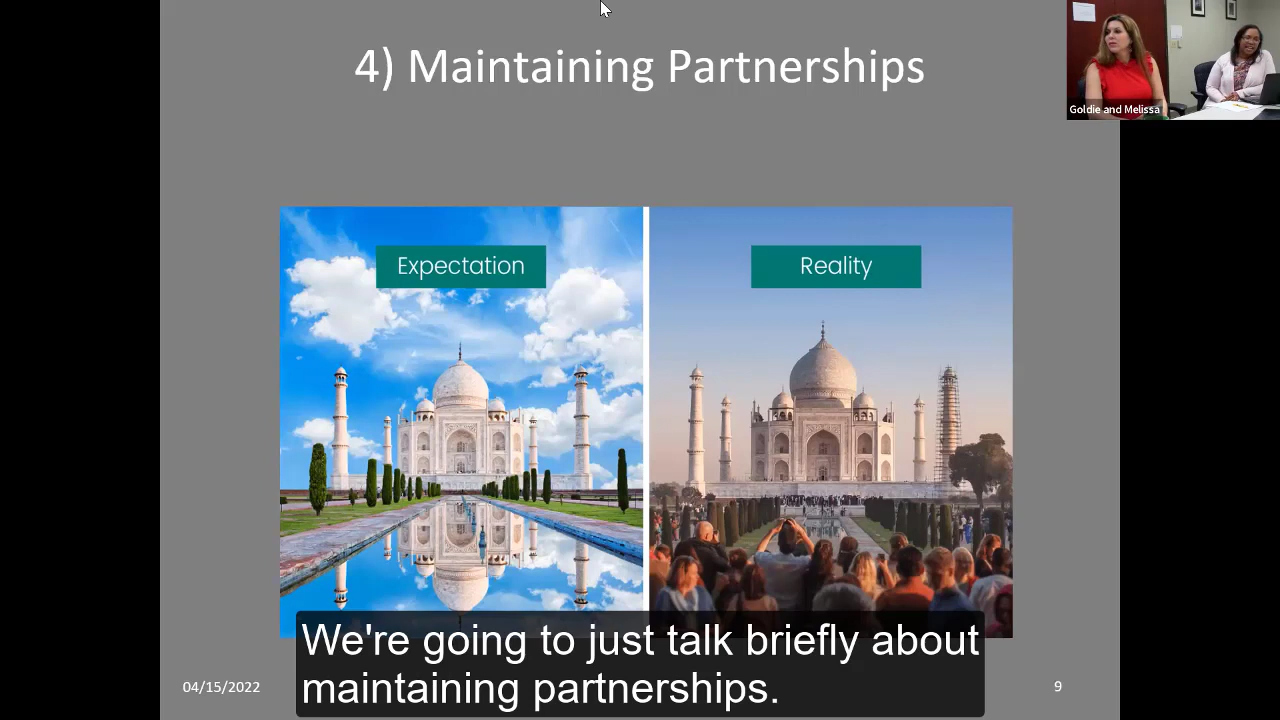 4) Maintaining Partnerships
Goldie and Melissa
Expectation
Reality
We're going to just talk briefly about
maintaining partnerships.
04/15/2022
9